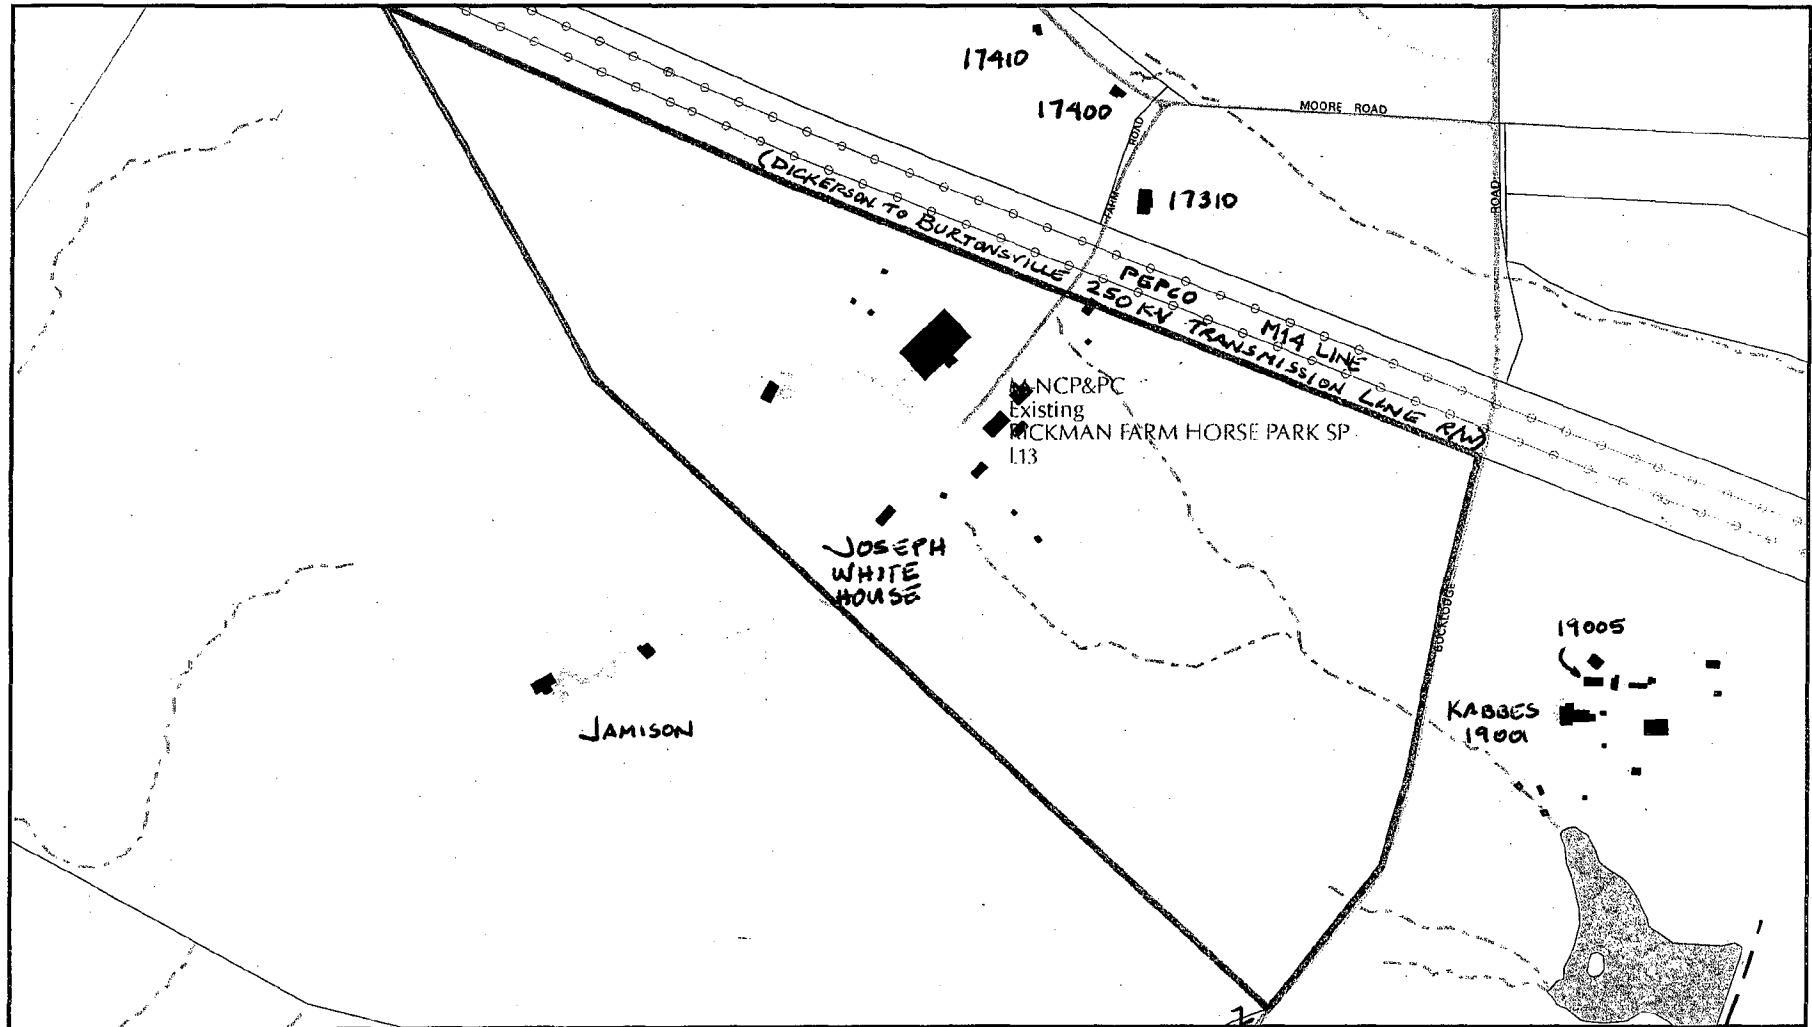 17410
17400
MOORE ROAD
ROAD
FARM
17310
ROAD
(DICKERSON TO BURTONSVILLE 250 KV TRANSMISSION LINE R/W)
PEPCO
M14 LINE
M-NCP&PC
Existing
RICKMAN FARM HORSE PARK SP
L13
JOSEPH
WHITE
HOUSE
BUCKLODGE
19005
KABBES
19001
JAMISON